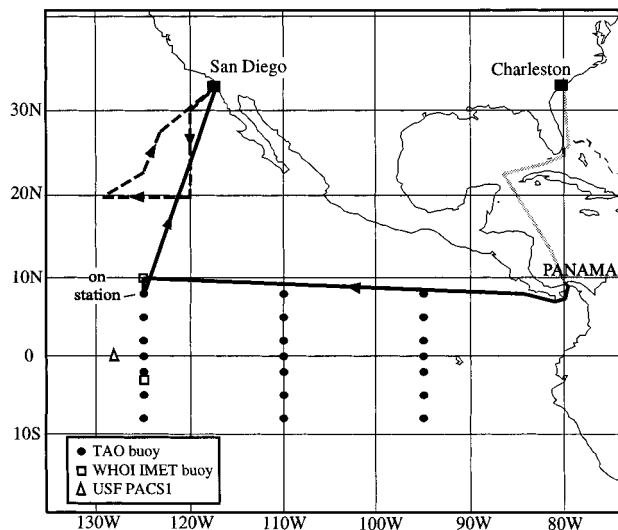 San Diego
Charleston
30N
20N
10N
PANAMA
on
station
0
10S
TAO buoy
WHOI IMET buoy
USF PACS1
130W
120W
110W
100W
90W
80W